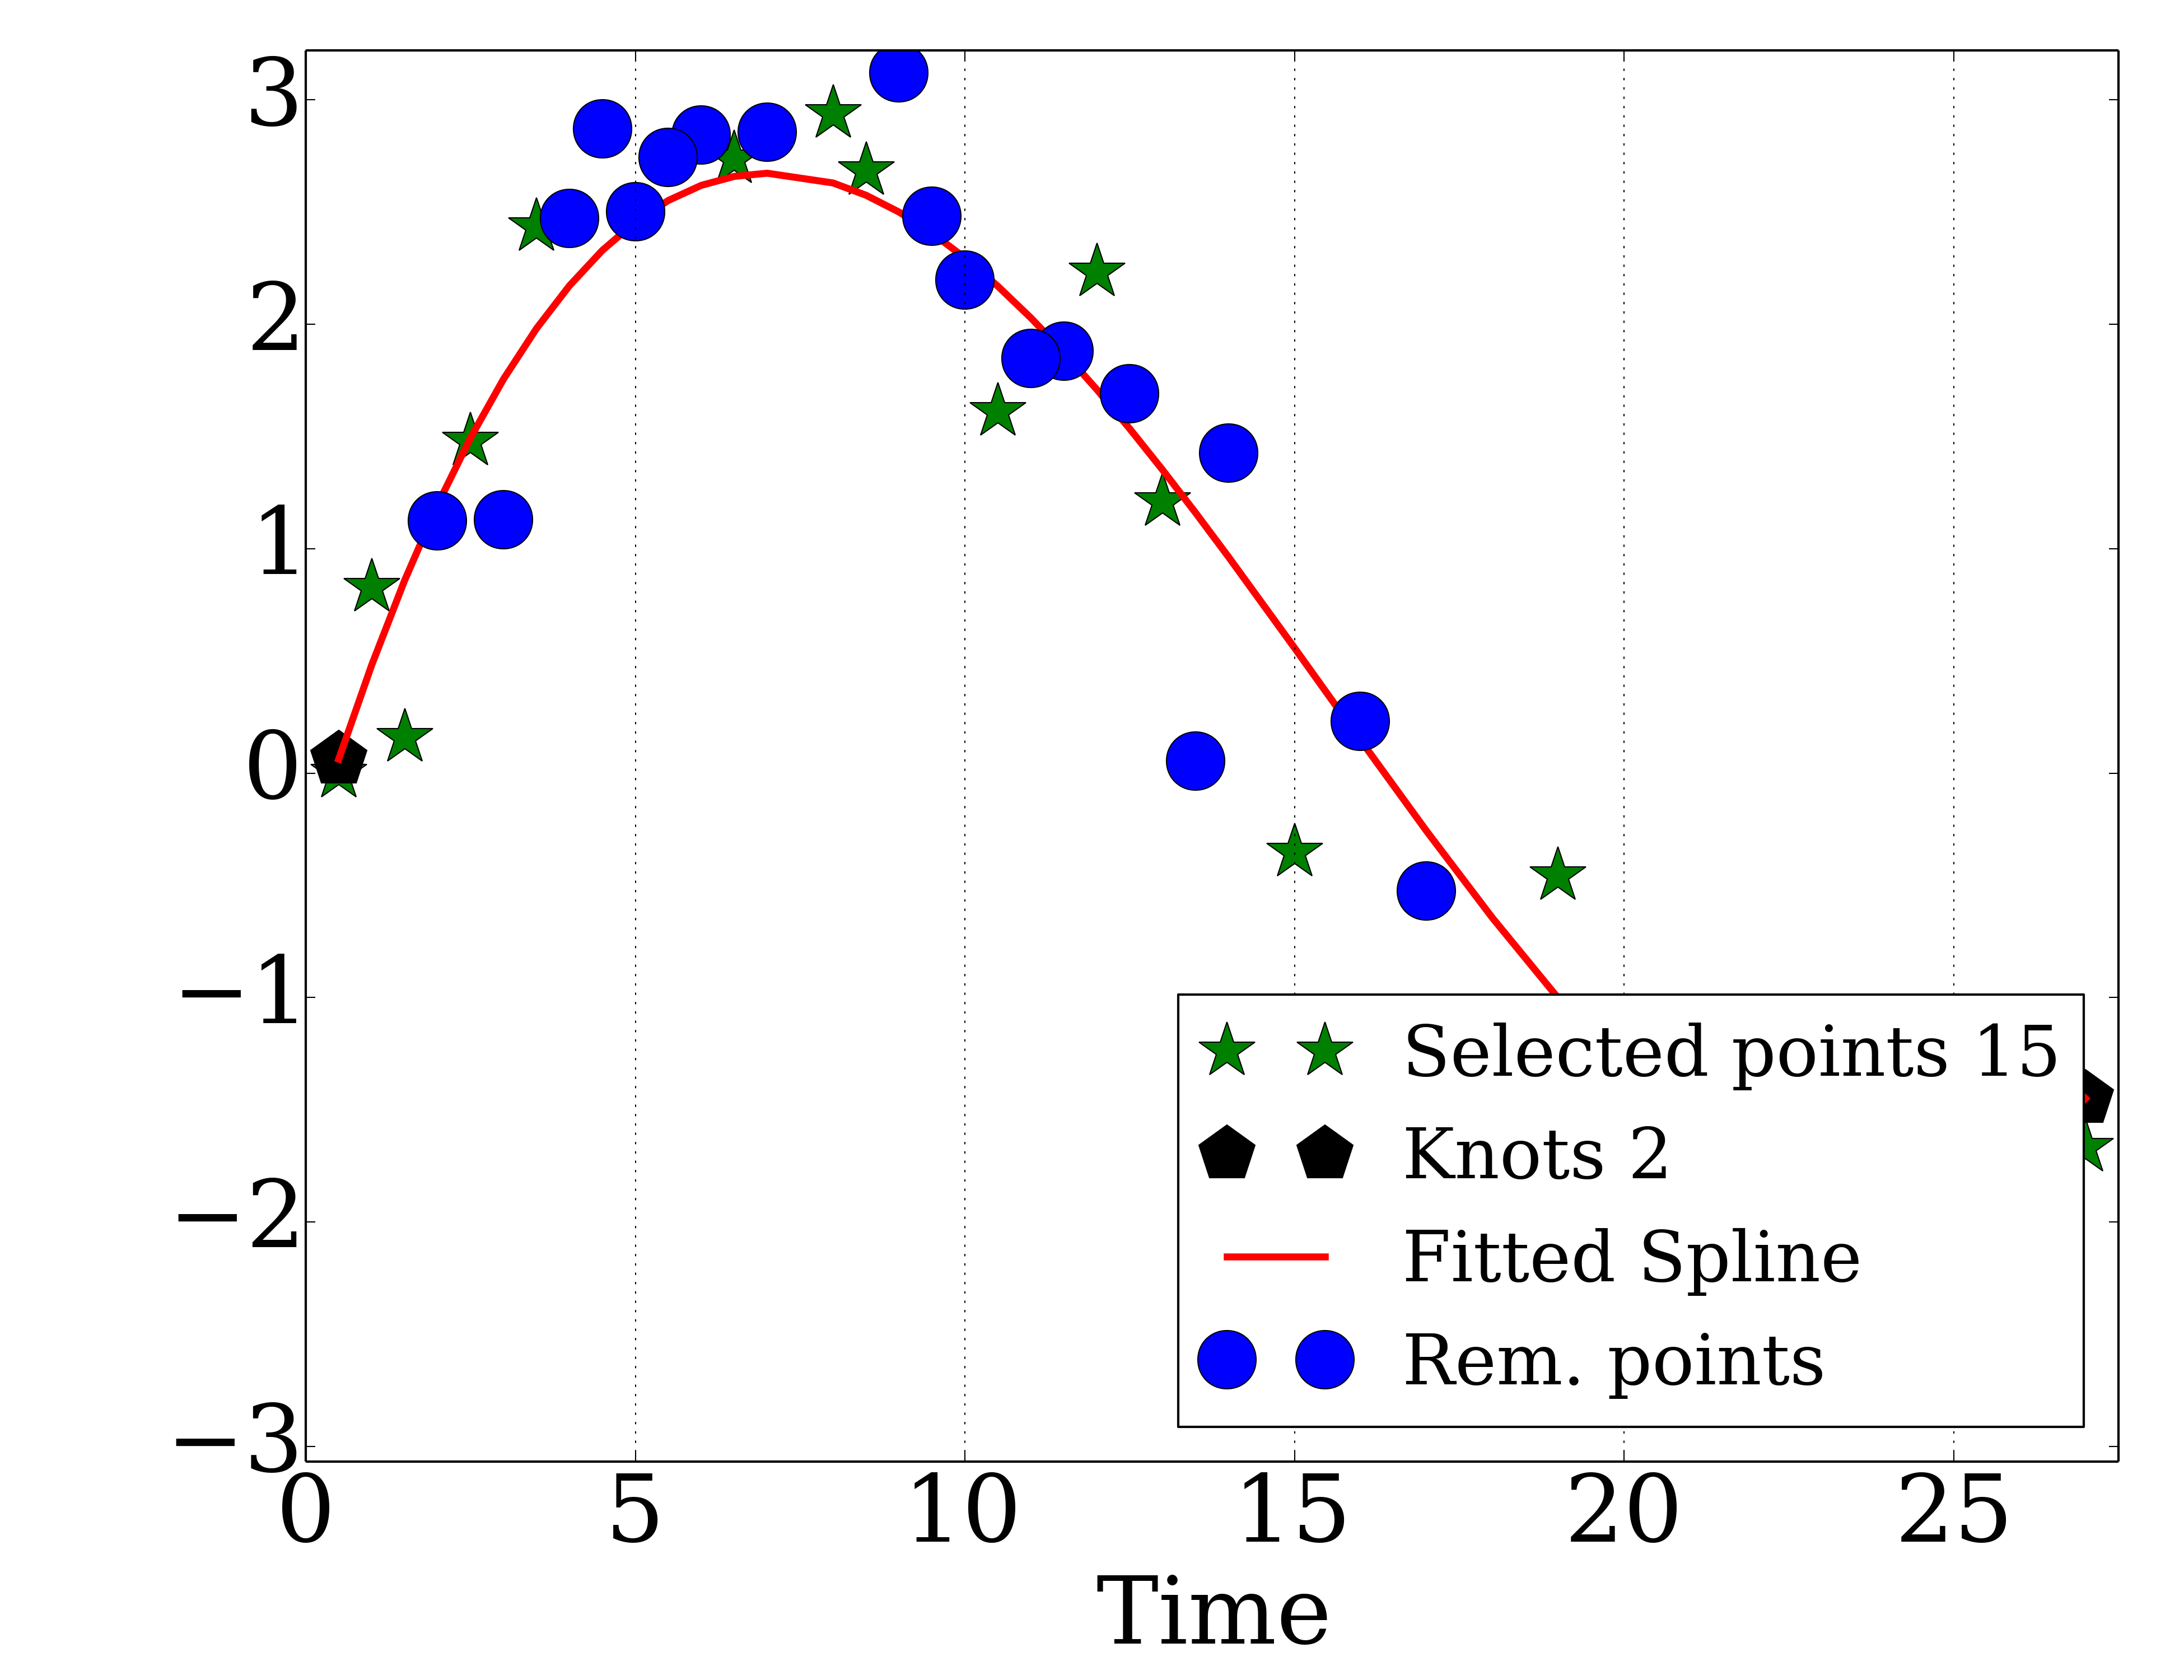 3
2
1
0
−1
−2
−3
0 5 10 15 20 25
Time
Selected points 15
Knots 2
Fitted Spline
Rem. points